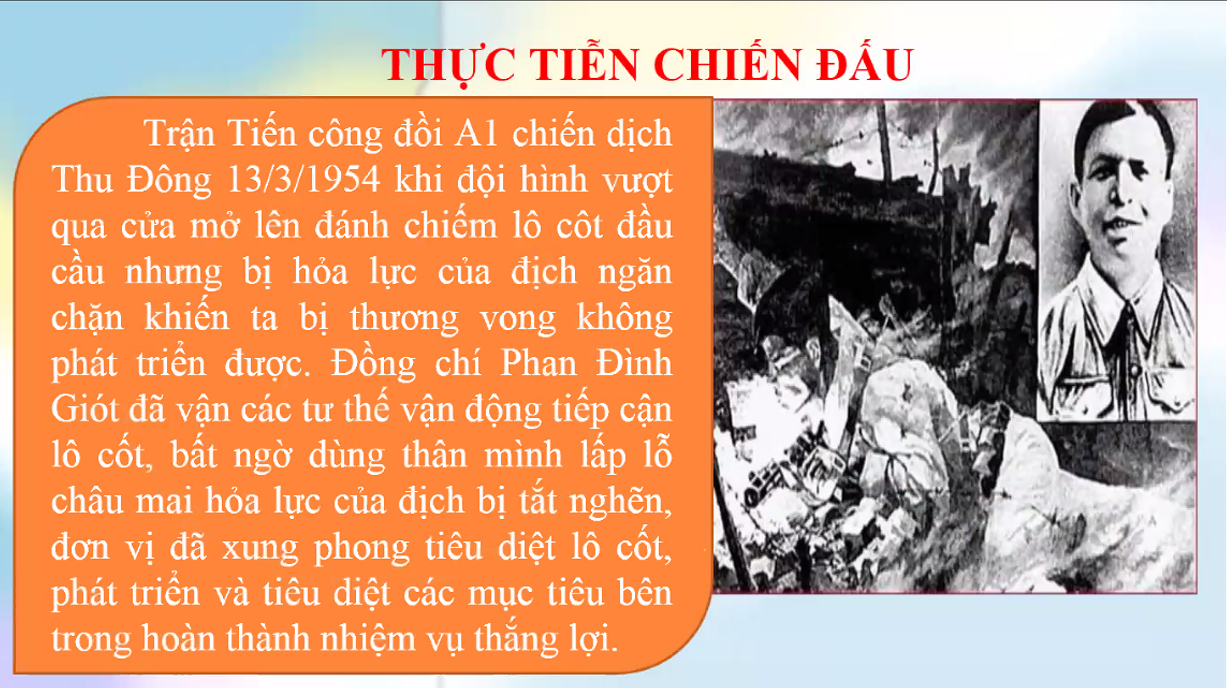 THỰC TIỄN CHIẾN ĐẤU
Trận Tiến công đồi A1 chiến dịch
Thu Đông 13/3/1954 khi đội hình vượt
qua cửa mở lên đánh chiếm lô côt đầu
cầu nhưng bị hỏa lực của địch ngăn
chặn khiến ta bị thương vong không
phát triển được. Đồng chí Phan Đình
Giót đã vận các tư thế vận động tiếp cận
lô cốt, bất ngờ dùng thân mình lấp lỗ
châu mai hỏa lực của địch bị tắt nghẽn,
đơn vị đã xung phong tiêu diệt lô cốt,
phát triển và tiêu diệt các mục tiêu bên
trong hoàn thành nhiệm vụ thắng lợi.